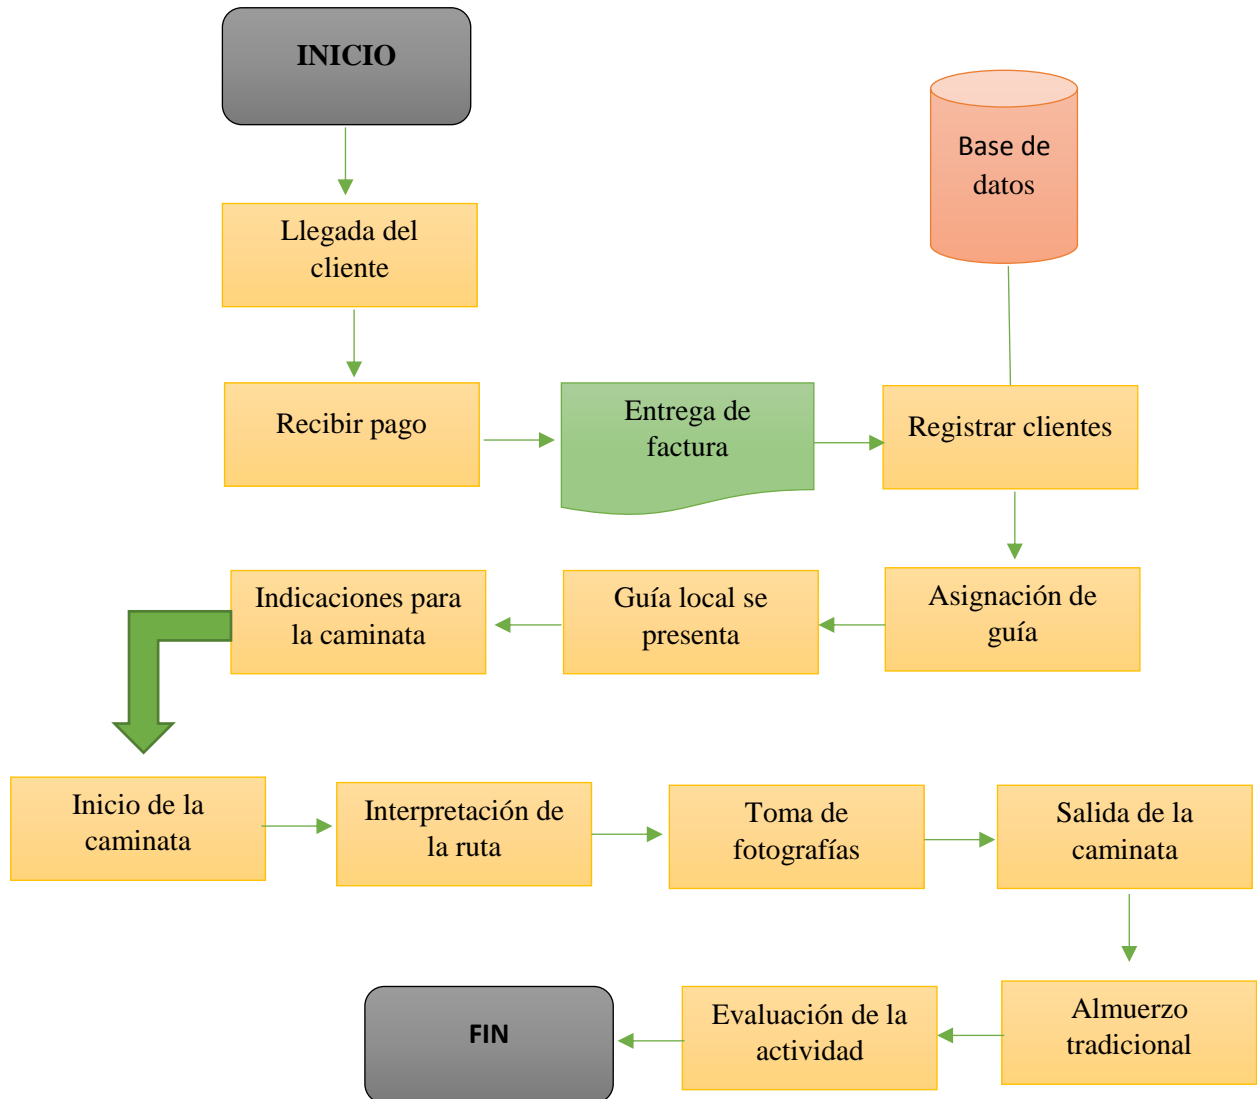 INICIO
Base de
datos
Llegada del
cliente
Recibir pago
Entrega de
factura
Registrar clientes
Indicaciones para
la caminata
Guía local se
presenta
Asignación de
guía
Inicio de la
caminata
Interpretación de
la ruta
Toma de
fotografías
Salida de la
caminata
FIN
Evaluación de la
actividad
Almuerzo
tradicional